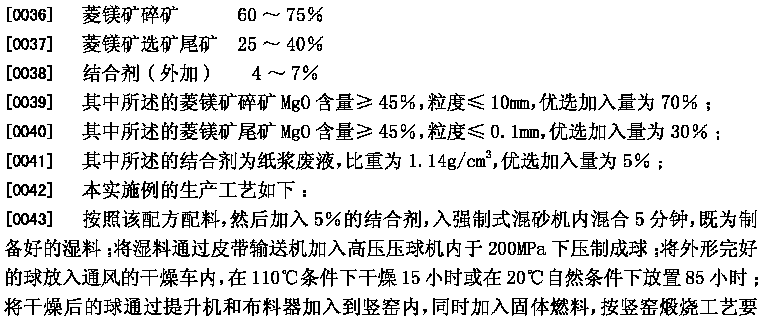 [0036] 菱镁矿碎矿 60～75%
[0037] 菱镁矿选矿尾矿 25～40%
[0038] 结合剂(外加) 4～7%
[0039] 其中所述的菱镁矿碎矿 MgO 含量≥45%,粒度≤10mm,优选加入量为 70%；
[0040] 其中所述的菱镁矿尾矿 MgO 含量≥45%,粒度≤0.1mm,优选加入量为 30%；
[0041] 其中所述的结合剂为纸浆废液,比重为 1.14g/cm³,优选加入量为 5%；
[0042] 本实施例的生产工艺如下：
[0043] 按照该配方配料,然后加入 5%的结合剂,入强制式混砂机内混合 5 分钟,既为制
备好的湿料;将湿料通过皮带输送机加入高压压球机内于 200MPa 下压制成球;将外形完好
的球放入通风的干燥车内,在 110℃条件下干燥 15 小时或在 20℃自然条件下放置 85 小时；
将干燥后的球通过提升机和布料器加入到竖窑内,同时加入固体燃料,按竖窑煅烧工艺要